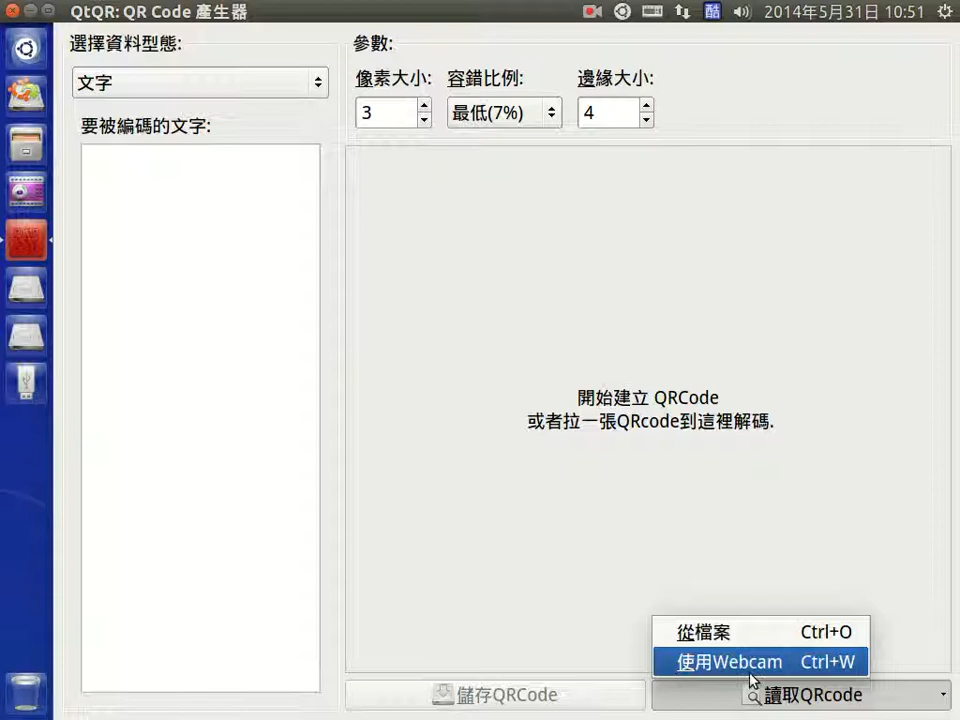 QtQR: QR Code 產生器
酷
2014年5月31日 10:51
選擇資料型態:
文字
要被編碼的文字:
參數:
像素大小:
容錯比例:
邊緣大小:
3
最低(7%)
4
開始建立 QRCode
或者拉一張QRcode到這裡解碼.
從檔案 Ctrl+O
使用Webcam Ctrl+W
儲存QRCode
讀取QRcode